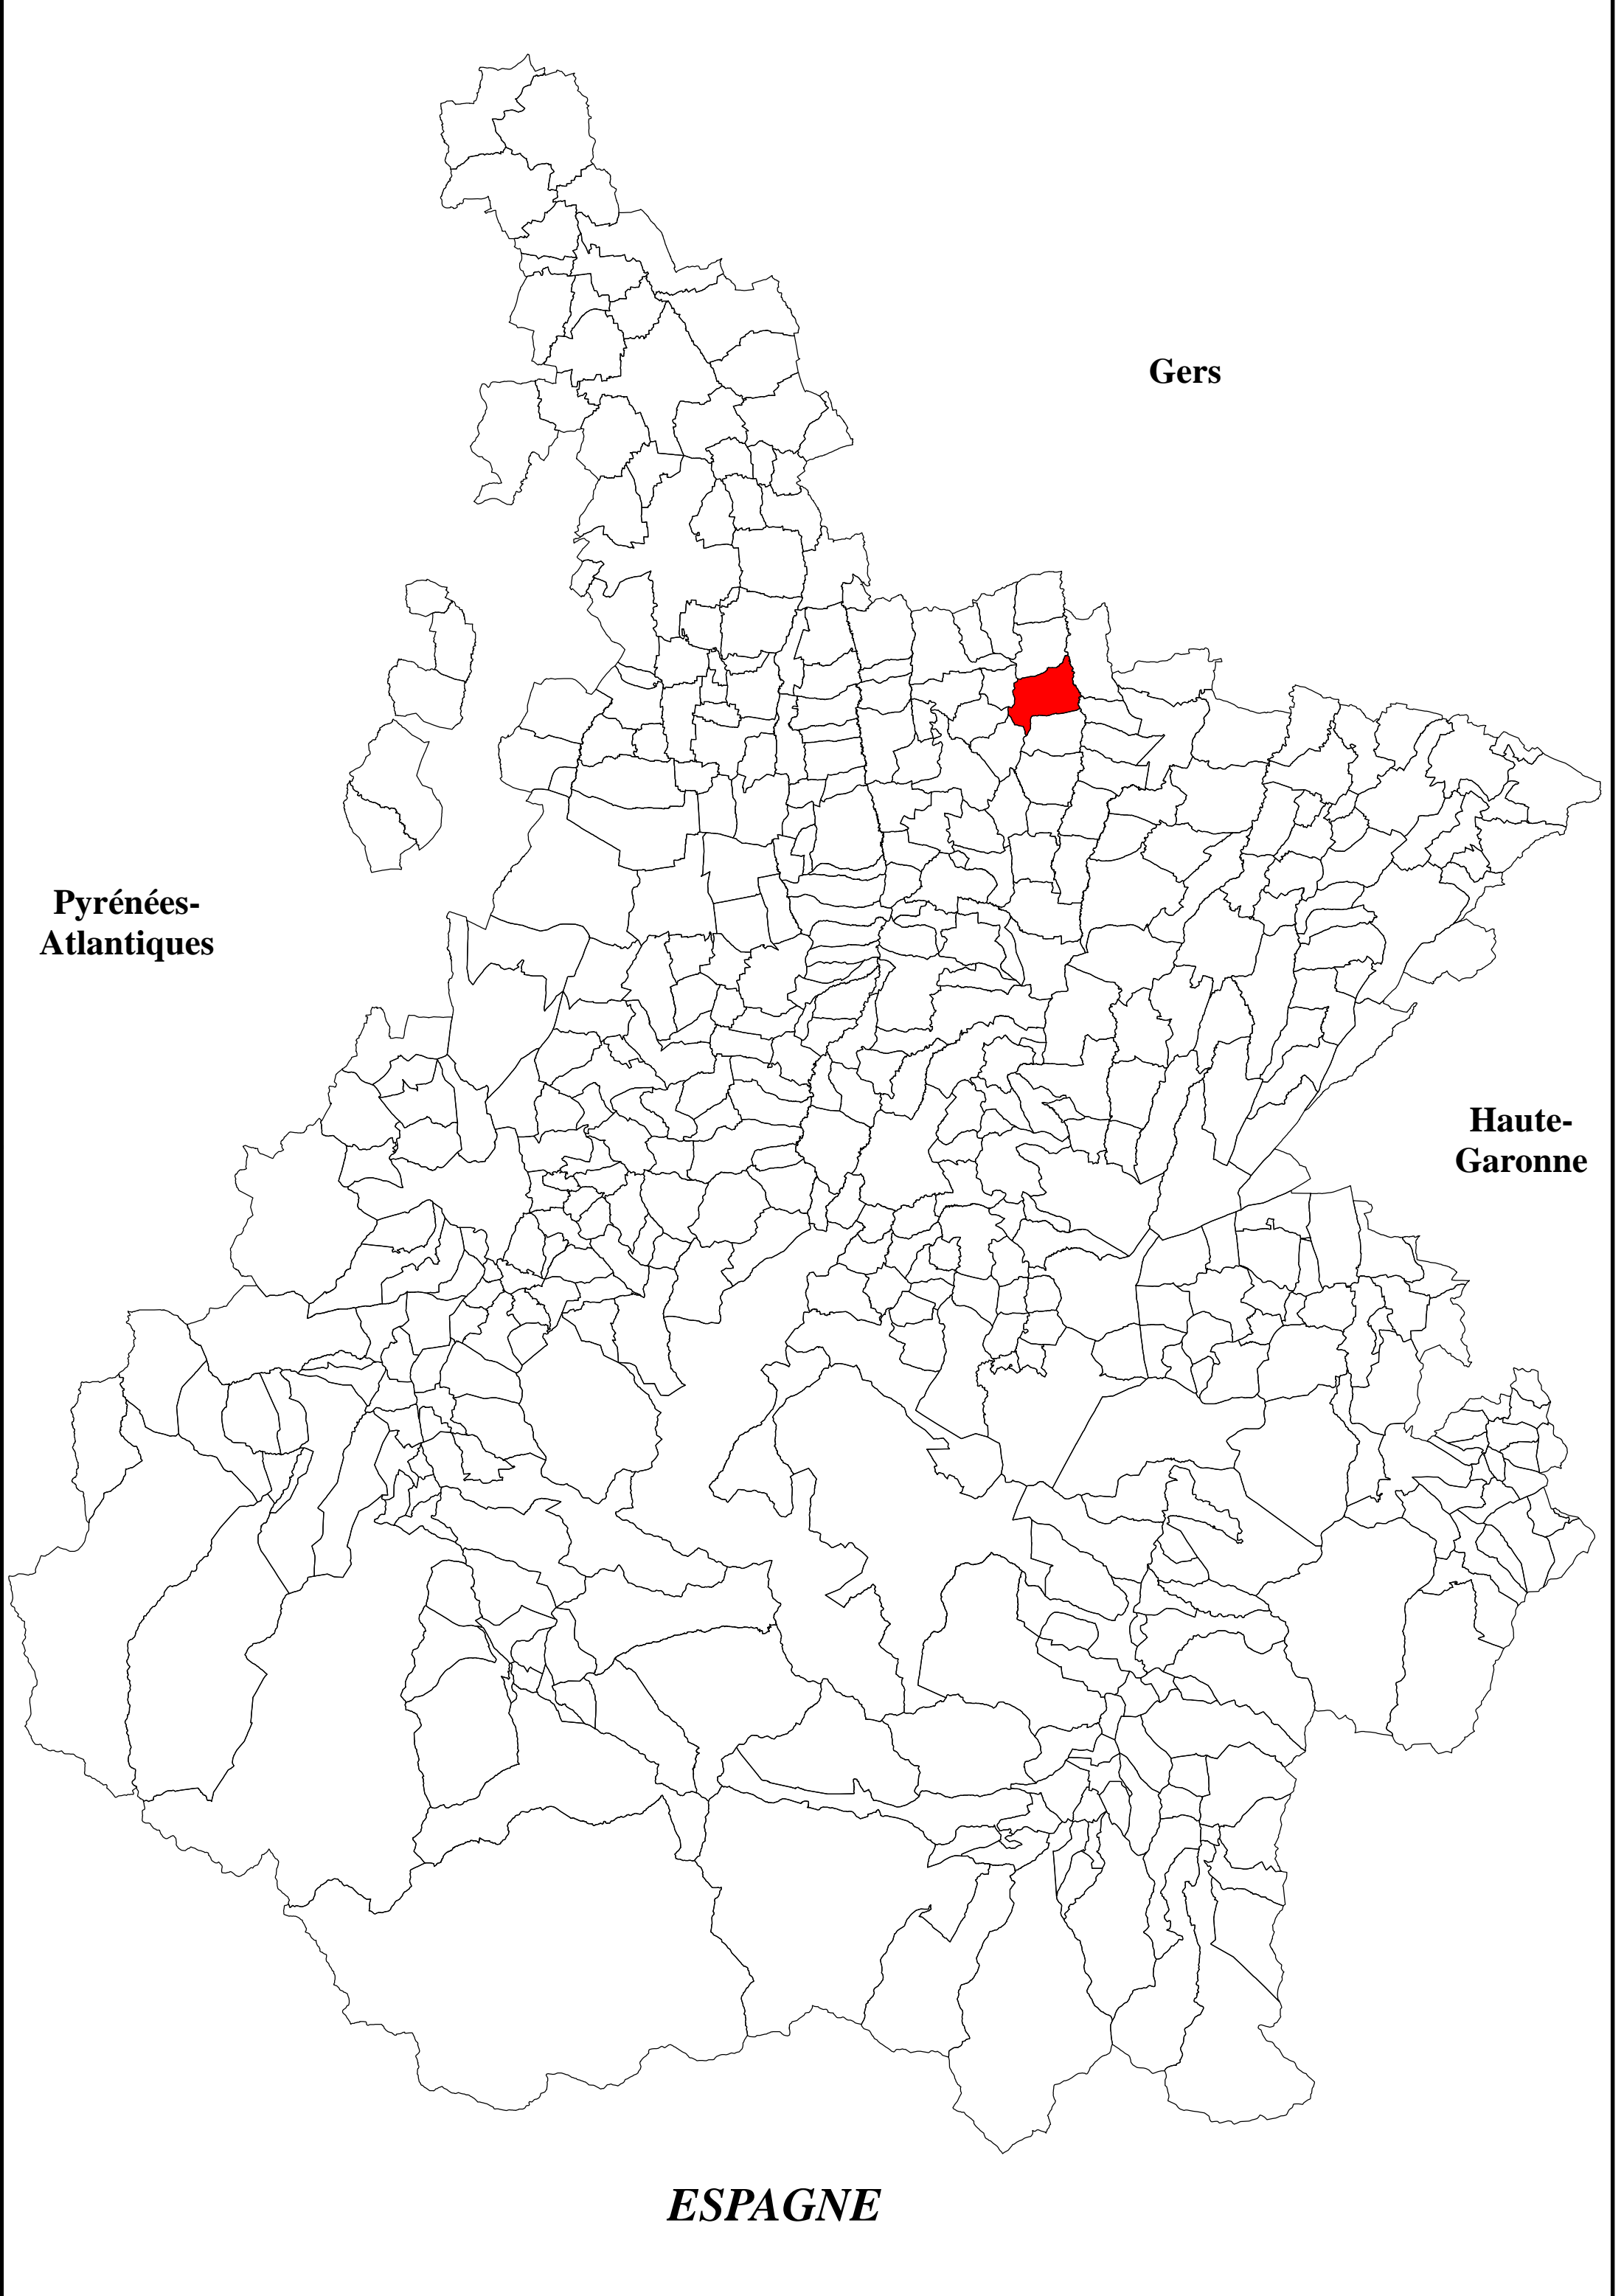 Gers
Pyrénées-
Atlantiques
Haute-
Garonne
ESPAGNE